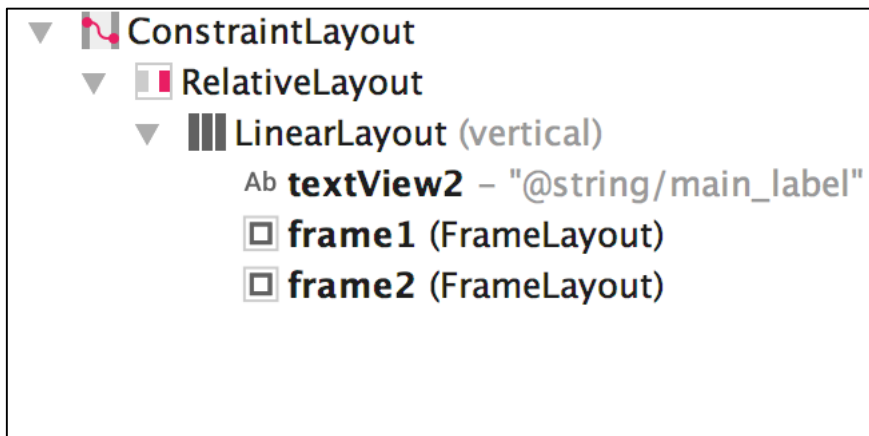 ConstraintLayout
RelativeLayout
LinearLayout (vertical)
Ab textView2 – "@string/main_label"
frame1 (FrameLayout)
frame2 (FrameLayout)